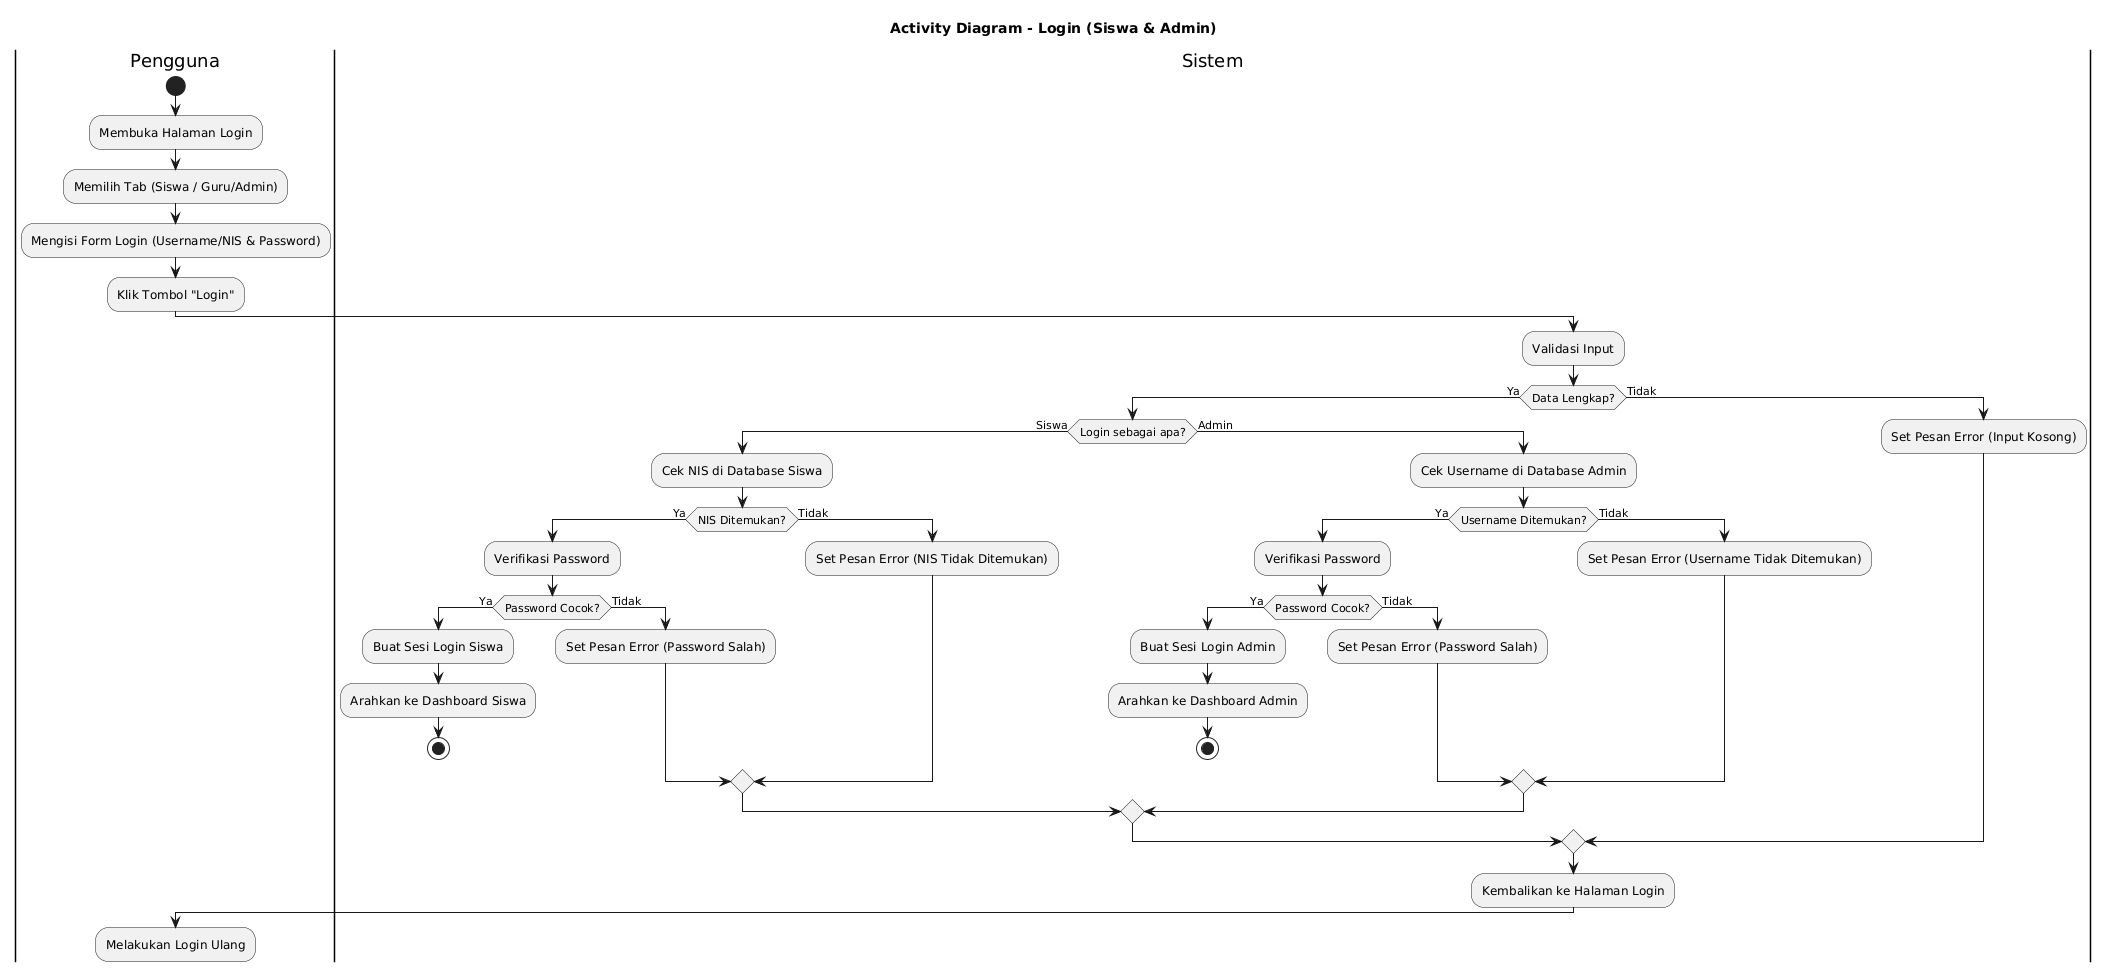 Activity Diagram - Login (Siswa & Admin)
Pengguna
Sistem
Membuka Halaman Login
Memilih Tab (Siswa / Guru/Admin)
Mengisi Form Login (Username/NIS & Password)
Klik Tombol "Login"
Validasi Input
Ya
Data Lengkap?
Tidak
Siswa
Login sebagai apa?
Admin
Set Pesan Error (Input Kosong)
Cek NIS di Database Siswa
Cek Username di Database Admin
Ya
NIS Ditemukan?
Tidak
Ya
Username Ditemukan?
Tidak
Verifikasi Password
Set Pesan Error (NIS Tidak Ditemukan)
Verifikasi Password
Set Pesan Error (Username Tidak Ditemukan)
Ya
Password Cocok?
Tidak
Ya
Password Cocok?
Tidak
Buat Sesi Login Siswa
Set Pesan Error (Password Salah)
Buat Sesi Login Admin
Set Pesan Error (Password Salah)
Arahkan ke Dashboard Siswa
Arahkan ke Dashboard Admin
Kembalikan ke Halaman Login
Melakukan Login Ulang